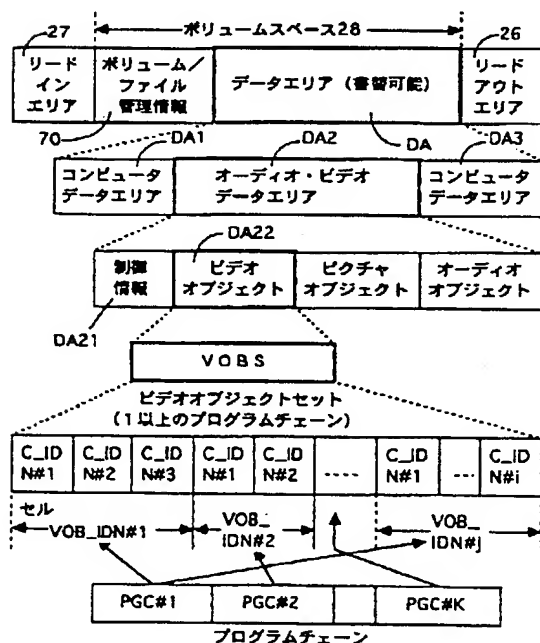 27
ボリュームスペース28
26
リード
イン
エリア
ボリューム／
ファイル
管理情報
データエリア（書替可能）
リード
アウト
エリア
70
DA1
DA2
DA
DA3
コンピュータ
データエリア
オーディオ・ビデオ
データエリア
コンピュータ
データエリア
DA22
制御
情報
ビデオ
オブジェクト
ピクチャ
オブジェクト
オーディオ
オブジェクト
DA21
VOBS
ビデオオブジェクトセット
（1以上のプログラムチェーン）
C_ID
N#1
C_ID
N#2
C_ID
N#3
C_ID
N#1
C_ID
N#2
----
C_ID
N#1
---
C_ID
N#i
セル
VOB_IDN#1
VOB_
IDN#2
VOB_
IDN#j
PGC#1
PGC#2
PGC#K
プログラムチェーン